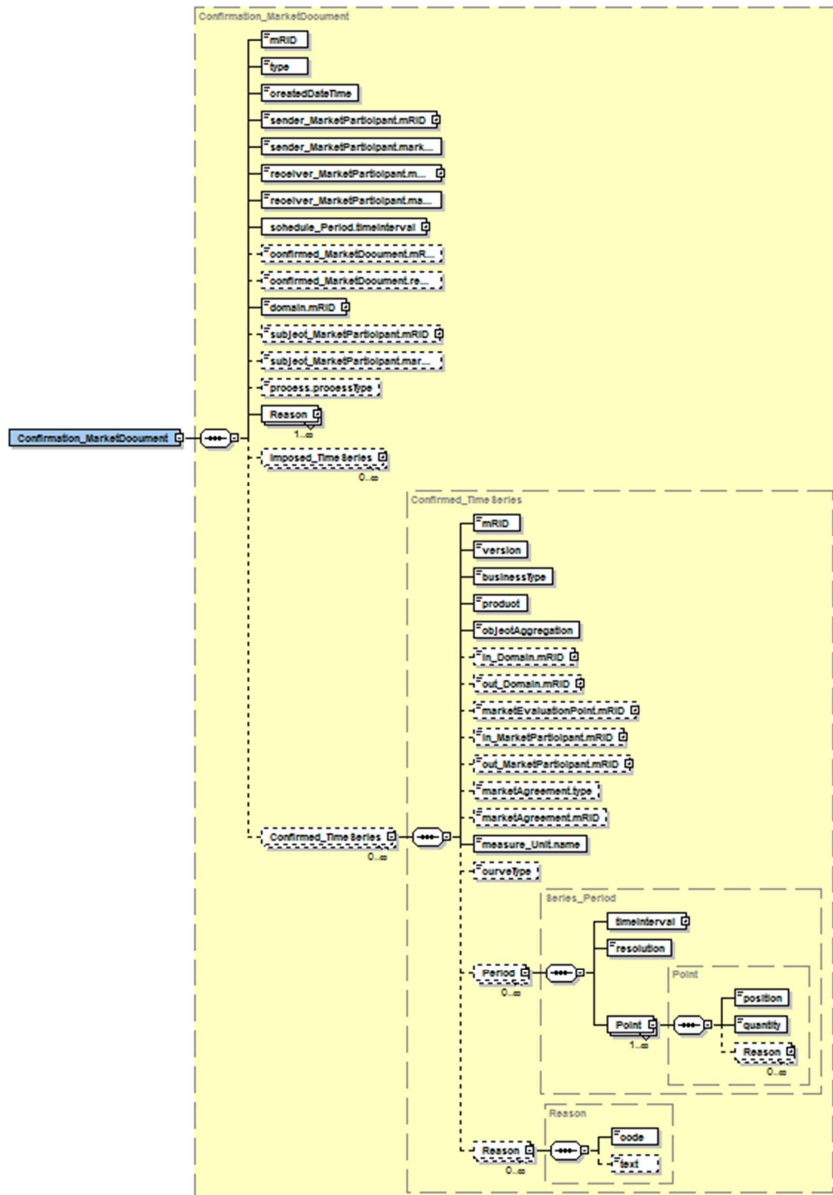 Confirmation_MarketDocument
mRID
type
createdDateTime
sender_MarketParticipant.mRID
sender_MarketParticipant.mark...
receiver_MarketParticipant.m...
receiver_MarketParticipant.ma...
schedule_Period.timeInterval
confirmed_MarketDocument.mR...
confirmed_MarketDocument.re...
domain.mRID
subject_MarketParticipant.mRID
subject_MarketParticipant.mar...
process.processType
Reason
1..∞
Confirmation_MarketDocument
Imposed_TimeSeries
0..∞
Confirmed_TimeSeries
mRID
version
businessType
product
objectAggregation
in_Domain.mRID
out_Domain.mRID
marketEvaluationPoint.mRID
in_MarketParticipant.mRID
out_MarketParticipant.mRID
marketAgreement.type
marketAgreement.mRID
Confirmed_TimeSeries
0..∞
measure_Unit.name
curveType
Series_Period
timeInterval
resolution
Period
0..∞
Point
position
Point
1..∞
quantity
Reason
0..∞
Reason
code
Reason
0..∞
text